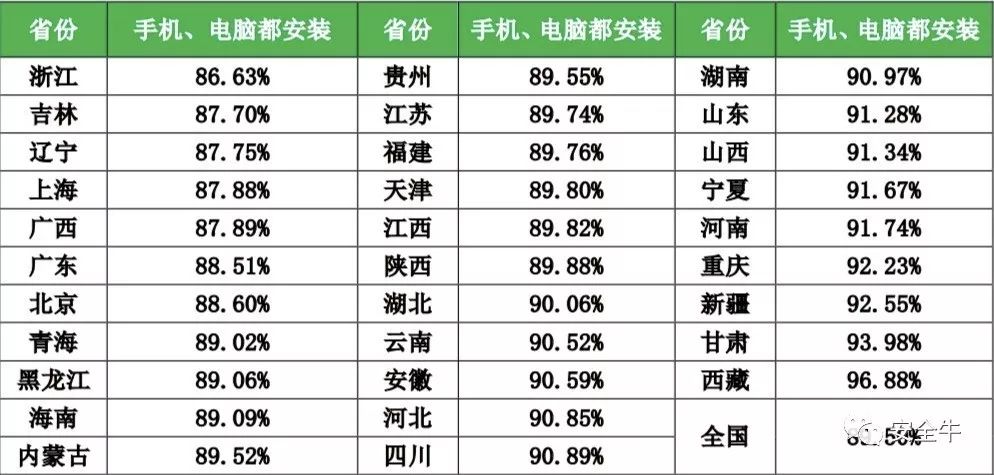 省份 手机、电脑都安装 省份 手机、电脑都安装 省份 手机、电脑都安装
浙江 86.63% 贵州 89.55% 湖南 90.97%
吉林 87.70% 江苏 89.74% 山东 91.28%
辽宁 87.75% 福建 89.76% 山西 91.34%
上海 87.88% 天津 89.80% 宁夏 91.67%
广西 87.89% 江西 89.82% 河南 91.74%
广东 88.51% 陕西 89.88% 重庆 92.23%
北京 88.60% 湖北 90.06% 新疆 92.55%
青海 89.02% 云南 90.52% 甘肃 93.98%
黑龙江 89.06% 安徽 90.59% 西藏 96.88%
海南 89.09% 河北 90.85%
全国
安全牛
内蒙古 89.52% 四川 90.89%